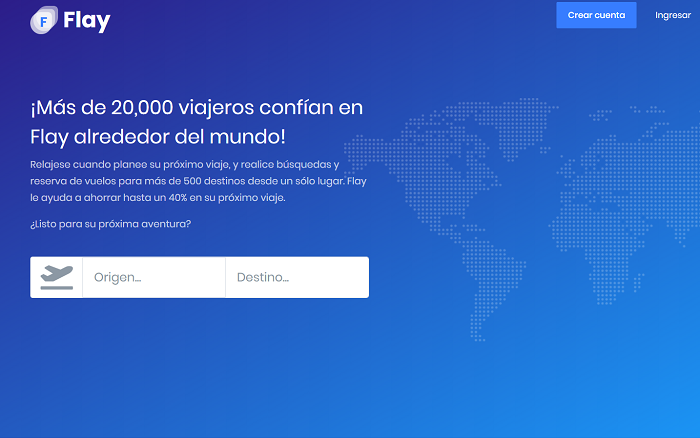 F Flay
Crear cuenta
Ingresar
¡Más de 20,000 viajeros confían en
Flay alrededor del mundo!
Relajese cuando planee su próximo viaje, y realice búsquedas y
reserva de vuelos para más de 500 destinos desde un sólo lugar. Flay
le ayuda a ahorrar hasta un 40% en su próximo viaje.
¿Listo para su próxima aventura?
Origen...
Destino...